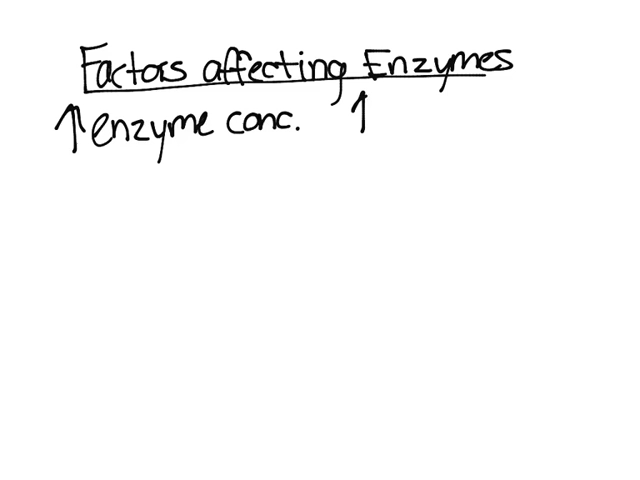 Factors affecting Enzymes
↑ enzyme conc. ↑